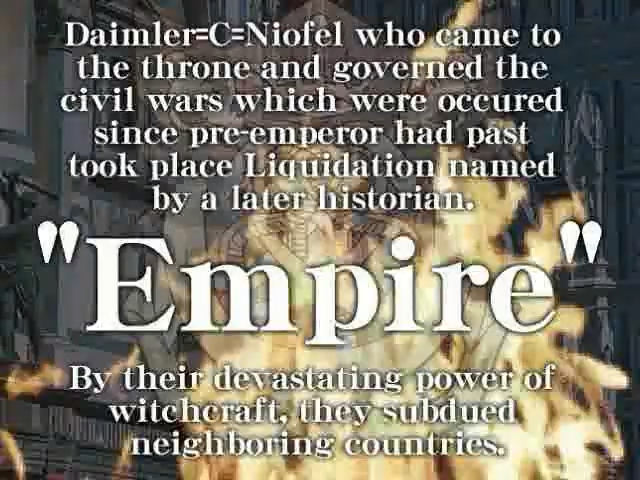 Daimler=C=Niofel who came to
the throne and governed the
civil wars which were occured
since pre-emperor had past
took place Liquidation named
by a later historian.
"Empire"
By their devastating power of
witchcraft, they subdued
neighboring countries.